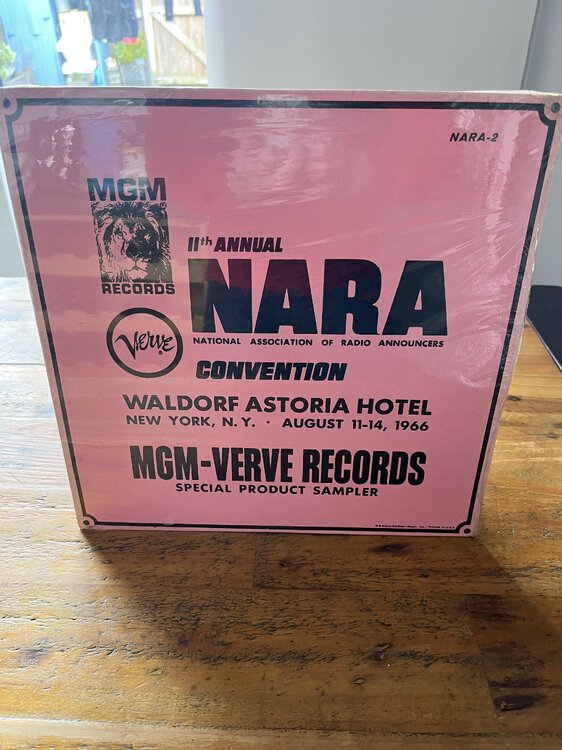 NARA-2
MGM
RECORDS
Verve
11th ANNUAL
NARA
NATIONAL ASSOCIATION OF RADIO ANNOUNCERS
CONVENTION
WALDORF ASTORIA HOTEL
NEW YORK, N.Y. · AUGUST 11-14, 1966
MGM-VERVE RECORDS
SPECIAL PRODUCT SAMPLER